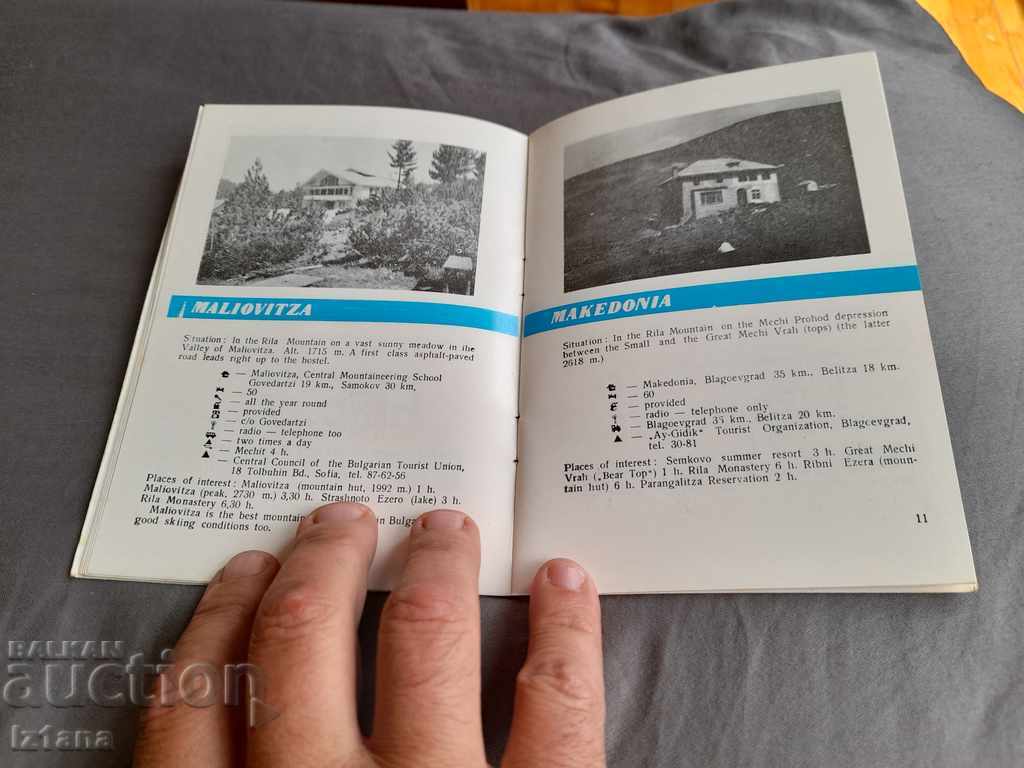 MALIOVITZA
Situation : In the Rila Mountain on a vast sunny meadow in the
Valley of Maliovitza. Alt. 1715 m. A first class asphalt-paved
road leads right up to the hostel.
— Maliovitza, Central Mountaineering School
Govedartzi 19 km., Samokov 30 km,
— 50
— all the year round
— provided
— c/o Govedartzi
— radio — telephone too
— two times a day
— Mechit 4 h.
— Central Council of the Bulgarian Tourist Union,
18 Tolbuhin Bd., Sofia, tel. 87-62-56
Places of interest : Maliovitza (mountain hut, 1992 m.) 1 h.
Maliovitza (peak, 2730 m.) 3,30 h. Strashnoto Ezero (lake) 3 h.
Rila Monastery 6,30 h.
Maliovitza is the best mountain in Bulga
good skiing conditions too.
MAKEDONIA
Situation : In the Rila Mountain on the Mechi Prohod depression
between the Small and the Great Mechi Vrah (tops) (the latter
2618 m.)
— Makedonia, Blagoevgrad 35 km., Belitza 18 km.
— 60
— provided
— radio — telephone only
— Blagoevgrad 35 km., Belitza 20 km.
— „Ay-Gidik" Tourist Organization, Blagoevgrad,
tel. 30-81
Places of interest : Semkovo summer resort 3 h. Great Mechi
Vrah („Bear Top") 1 h. Rila Monastery 6 h. Ribni Ezera (moun-
tain hut) 6 h. Parangalitza Reservation 2 h.
11
BALKAN
auction
iz1ana